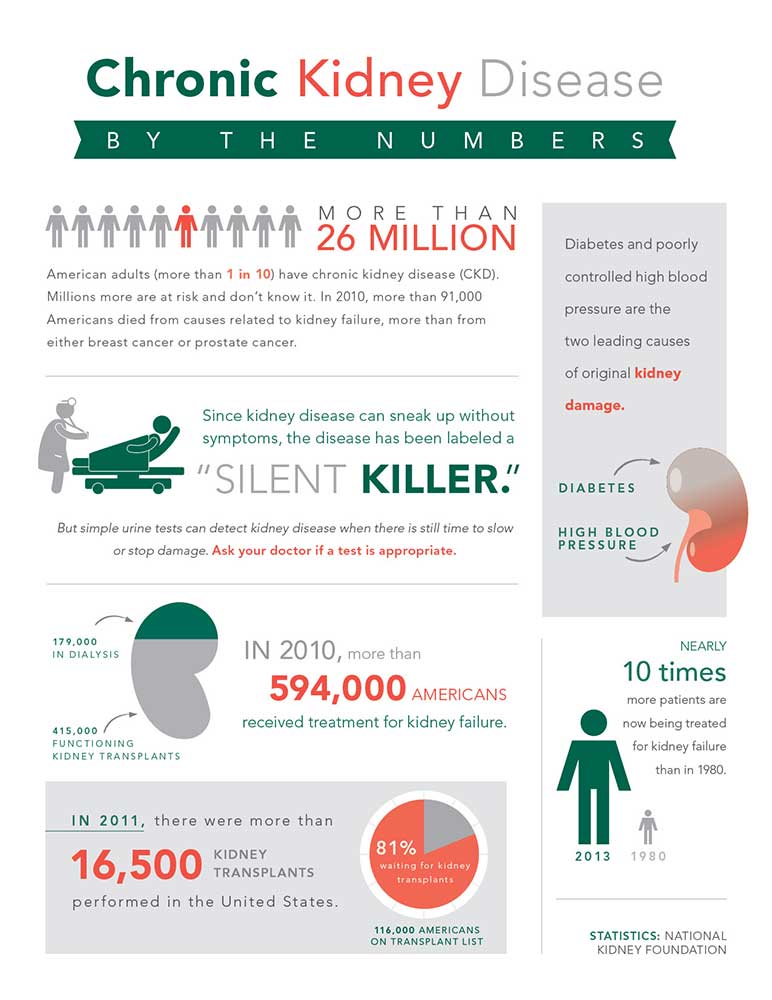 Chronic Kidney Disease
BY THE NUMBERS
MORE THAN
26 MILLION
American adults (more than 1 in 10) have chronic kidney disease (CKD).
Millions more are at risk and don't know it. In 2010, more than 91,000
Americans died from causes related to kidney failure, more than from
either breast cancer or prostate cancer.
Since kidney disease can sneak up without
symptoms, the disease has been labeled a
“SILENT KILLER.”
But simple urine tests can detect kidney disease when there is still time to slow
or stop damage. Ask your doctor if a test is appropriate.
179,000
IN DIALYSIS
415,000
FUNCTIONING
KIDNEY TRANSPLANTS
IN 2010, more than
594,000 AMERICANS
received treatment for kidney failure.
IN 2011, there were more than
16,500 KIDNEY
TRANSPLANTS
performed in the United States.
81%
waiting for kidney
transplants
116,000 AMERICANS
ON TRANSPLANT LIST
Diabetes and poorly
controlled high blood
pressure are the
two leading causes
of original kidney
damage.
DIABETES
HIGH BLOOD
PRESSURE
NEARLY
10 times
more patients are
now being treated
for kidney failure
than in 1980.
2013 1980
STATISTICS: NATIONAL
KIDNEY FOUNDATION